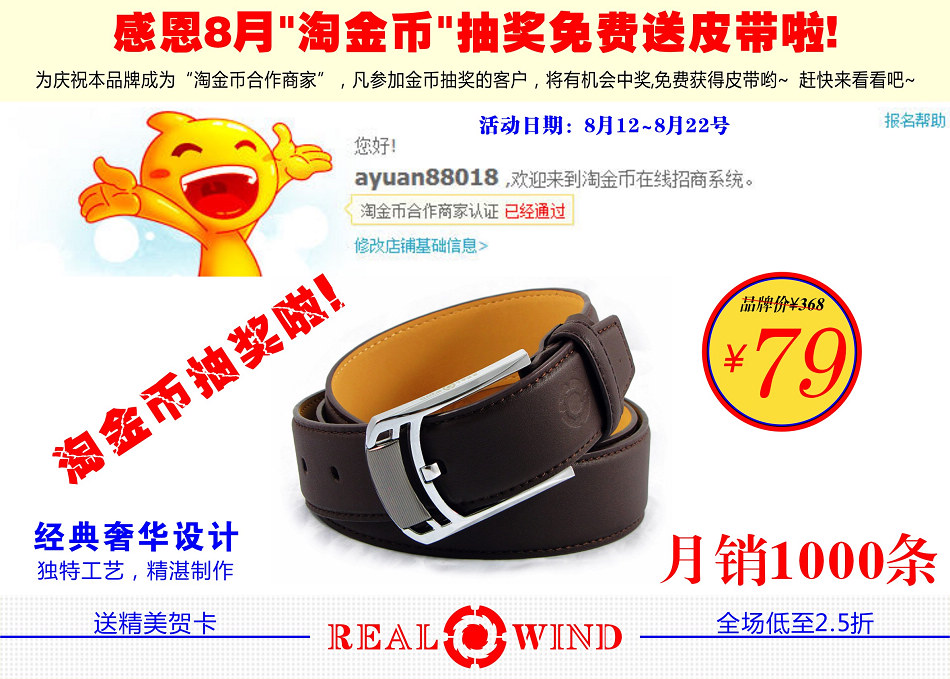 感恩8月"淘金币"抽奖免费送皮带啦!
为庆祝本品牌成为“淘金币合作商家”，凡参加金币抽奖的客户，将有机会中奖,免费获得皮带哟~ 赶快来看看吧~
活动日期：8月12~8月22号
报名帮助
您好!
ayuan88018 ,欢迎来到淘金币在线招商系统。
淘金币合作商家认证 已经通过
修改店铺基础信息>
淘金币抽奖啦!
品牌价¥368
¥79
经典奢华设计
独特工艺，精湛制作
月销1000条
送精美贺卡
REAL WIND
全场低至2.5折